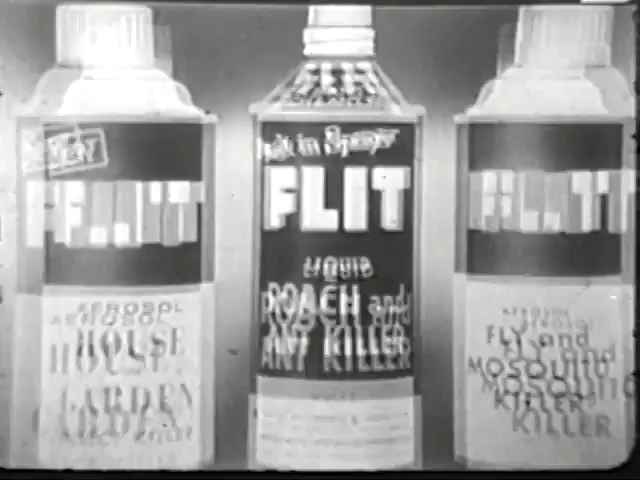 FLIT
AEROSOL
HOUSE
GARDEN
FLIT
LIQUID
ROACH and
ANT KILLER
FLIT
AEROSOL
FLY and
MOSQUITO
KILLER